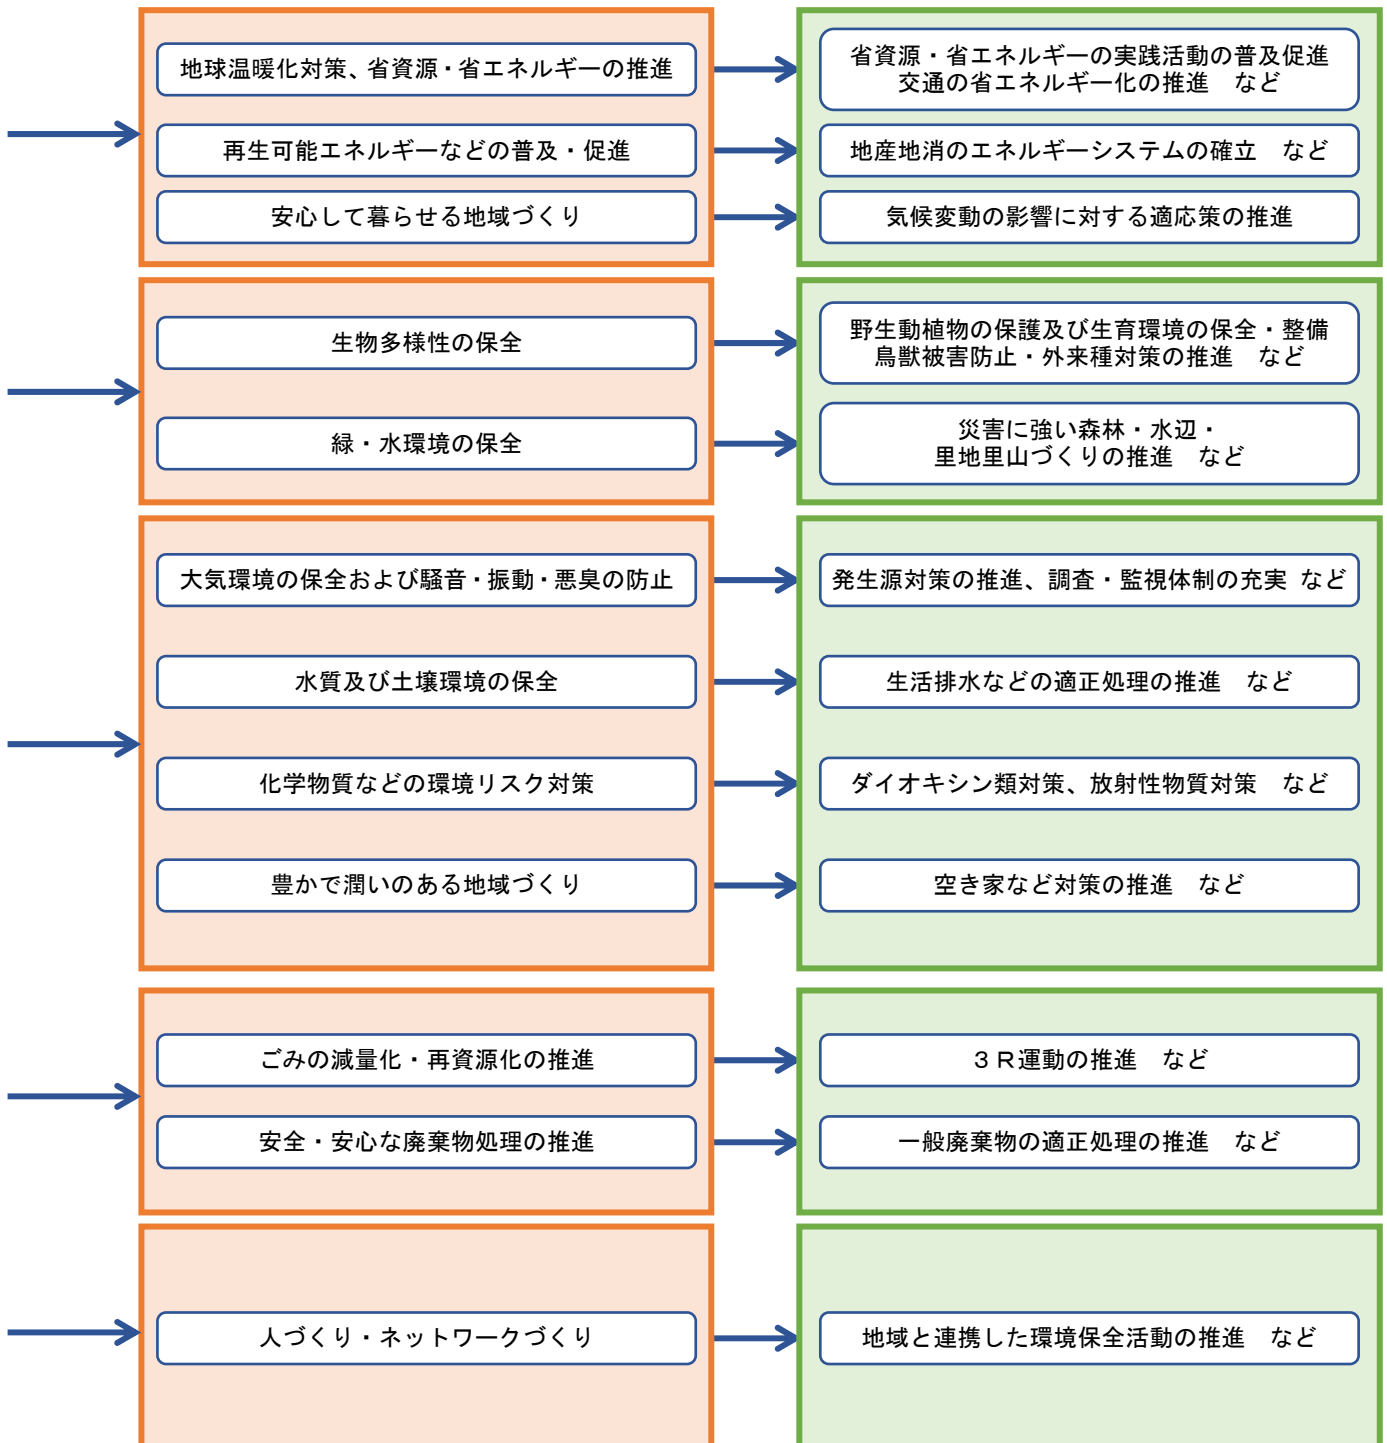 地球温暖化対策、省資源・省エネルギーの推進
省資源・省エネルギーの実践活動の普及促進
交通の省エネルギー化の推進　など
再生可能エネルギーなどの普及・促進
地産地消のエネルギーシステムの確立　など
安心して暮らせる地域づくり
気候変動の影響に対する適応策の推進
生物多様性の保全
野生動植物の保護及び生育環境の保全・整備
鳥獣被害防止・外来種対策の推進　など
緑・水環境の保全
災害に強い森林・水辺・
里地里山づくりの推進　など
大気環境の保全および騒音・振動・悪臭の防止
発生源対策の推進、調査・監視体制の充実 など
水質及び土壌環境の保全
生活排水などの適正処理の推進　など
化学物質などの環境リスク対策
ダイオキシン類対策、放射性物質対策　など
豊かで潤いのある地域づくり
空き家など対策の推進　など
ごみの減量化・再資源化の推進
３Ｒ運動の推進　など
安全・安心な廃棄物処理の推進
一般廃棄物の適正処理の推進　など
人づくり・ネットワークづくり
地域と連携した環境保全活動の推進　など